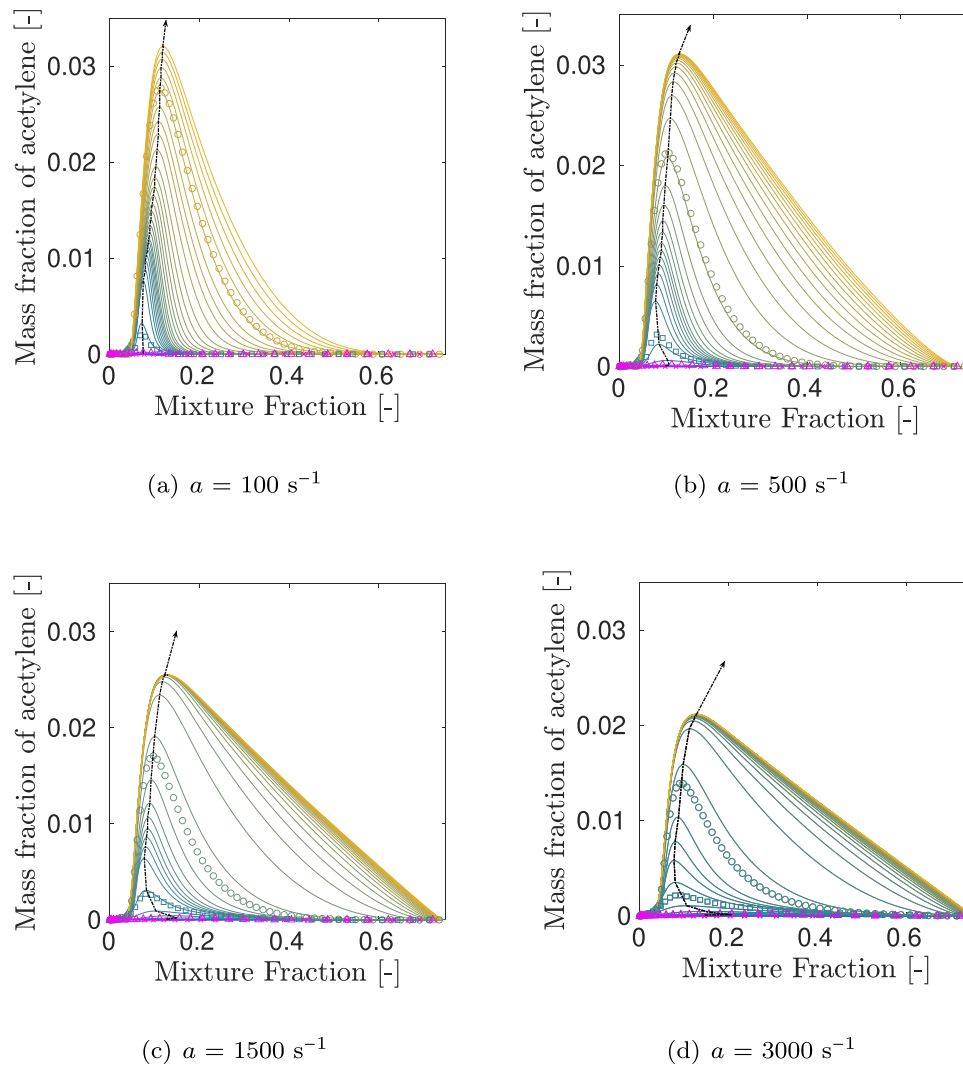 Mass fraction of acetylene [-]
0.03
0.02
0.01
0
0 0.2 0.4 0.6
Mixture Fraction [-]
(a) a = 100 s⁻¹
Mass fraction of acetylene [-]
0.03
0.02
0.01
0
0 0.2 0.4 0.6
Mixture Fraction [-]
(b) a = 500 s⁻¹
Mass fraction of acetylene [-]
0.03
0.02
0.01
0
0 0.2 0.4 0.6
Mixture Fraction [-]
(c) a = 1500 s⁻¹
Mass fraction of acetylene [-]
0.03
0.02
0.01
0
0 0.2 0.4 0.6
Mixture Fraction [-]
(d) a = 3000 s⁻¹